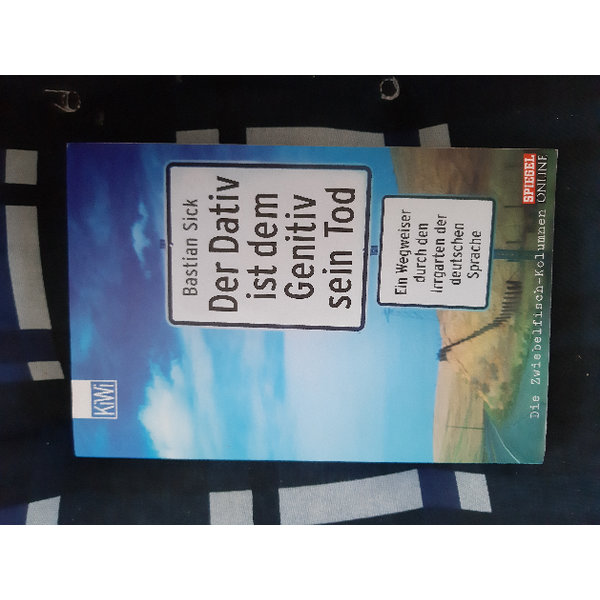 KiWi
Bastian Sick
Der Dativ
ist dem
Genitiv
sein Tod
Ein Wegweiser
durch den
Irrgarten der
deutschen
Sprache
Die Zwiebelfisch-Kolumnen
SPIEGEL
ONLINE